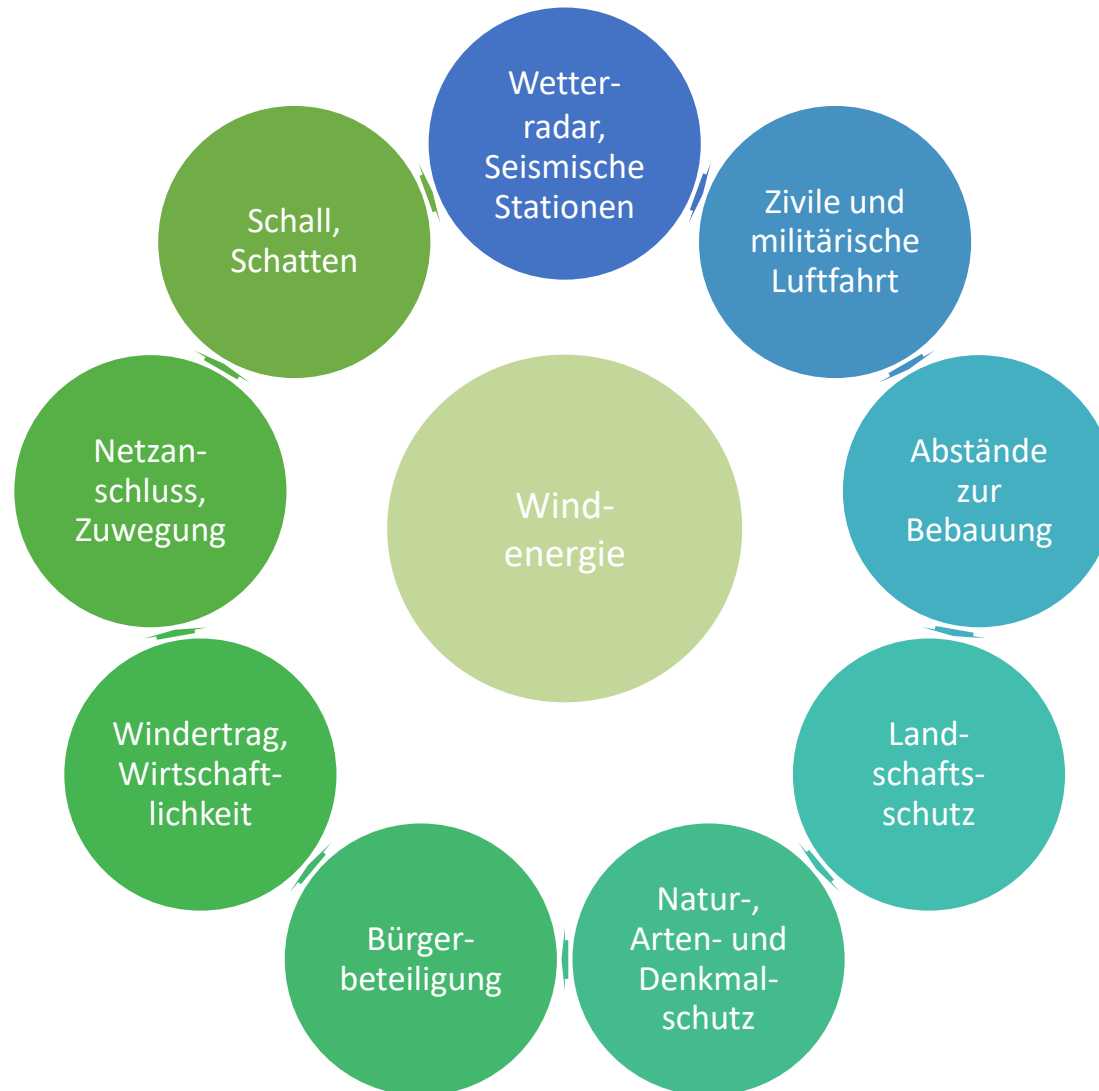 Wetter-
radar,
Seismische
Stationen
Zivile und
militärische
Luftfahrt
Abstände
zur
Bebauung
Land-
schafts-
schutz
Natur-,
Arten- und
Denkmal-
schutz
Bürger-
beteiligung
Windertrag,
Wirtschaft-
lichkeit
Netzan-
schluss,
Zuwegung
Schall,
Schatten
Wind-
energie